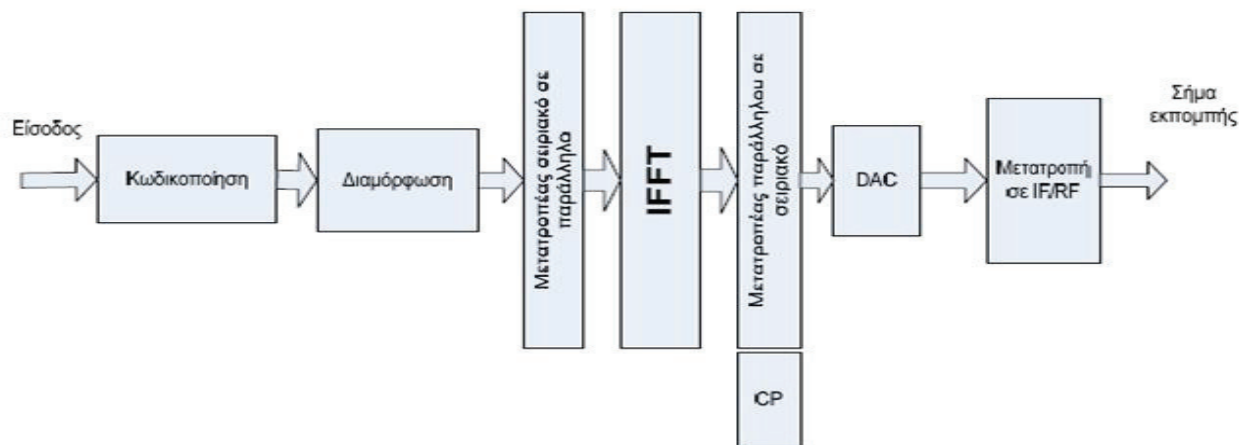 Είσοδος
Κωδικοποίηση
Διαμόρφωση
Μετατροπέας σειριακό σε
παράλληλο
IFFT
Μετατροπέας παράλληλου σε
σειριακό
CP
DAC
Μετατροπή
σε IF/RF
Σήμα
εκπομπής